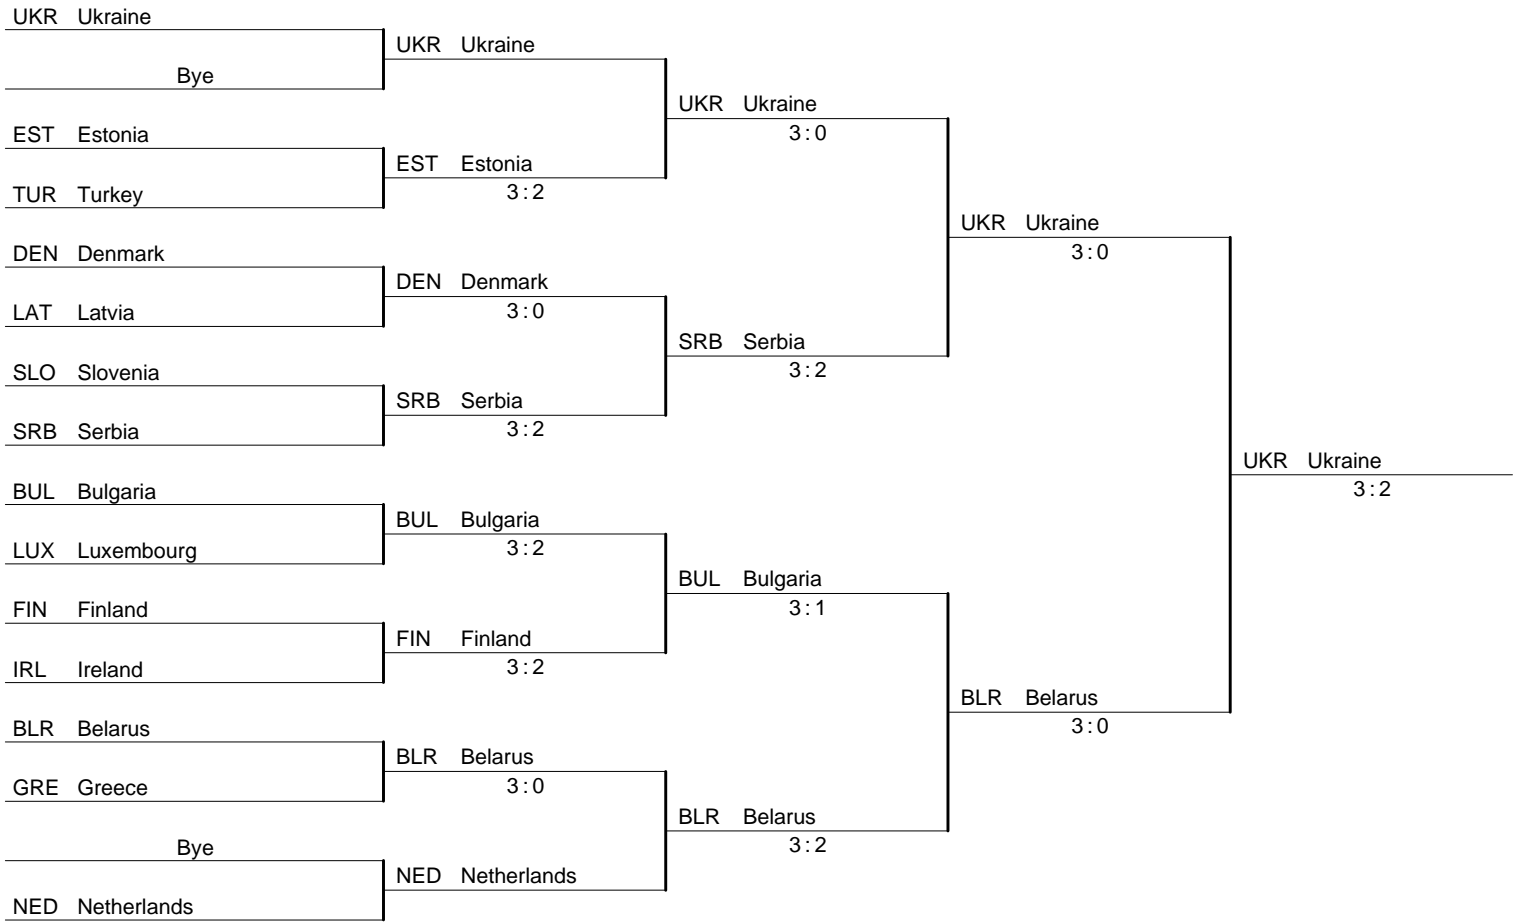 UKR Ukraine
Bye
EST Estonia
TUR Turkey
DEN Denmark
LAT Latvia
SLO Slovenia
SRB Serbia
BUL Bulgaria
LUX Luxembourg
FIN Finland
IRL Ireland
BLR Belarus
GRE Greece
Bye
NED Netherlands
UKR Ukraine
EST Estonia
3:2
DEN Denmark
3:0
SRB Serbia
3:2
BUL Bulgaria
3:2
FIN Finland
3:2
BLR Belarus
3:0
NED Netherlands
UKR Ukraine
3:0
SRB Serbia
3:2
BUL Bulgaria
3:1
BLR Belarus
3:2
UKR Ukraine
3:0
BLR Belarus
3:0
UKR Ukraine
3:2